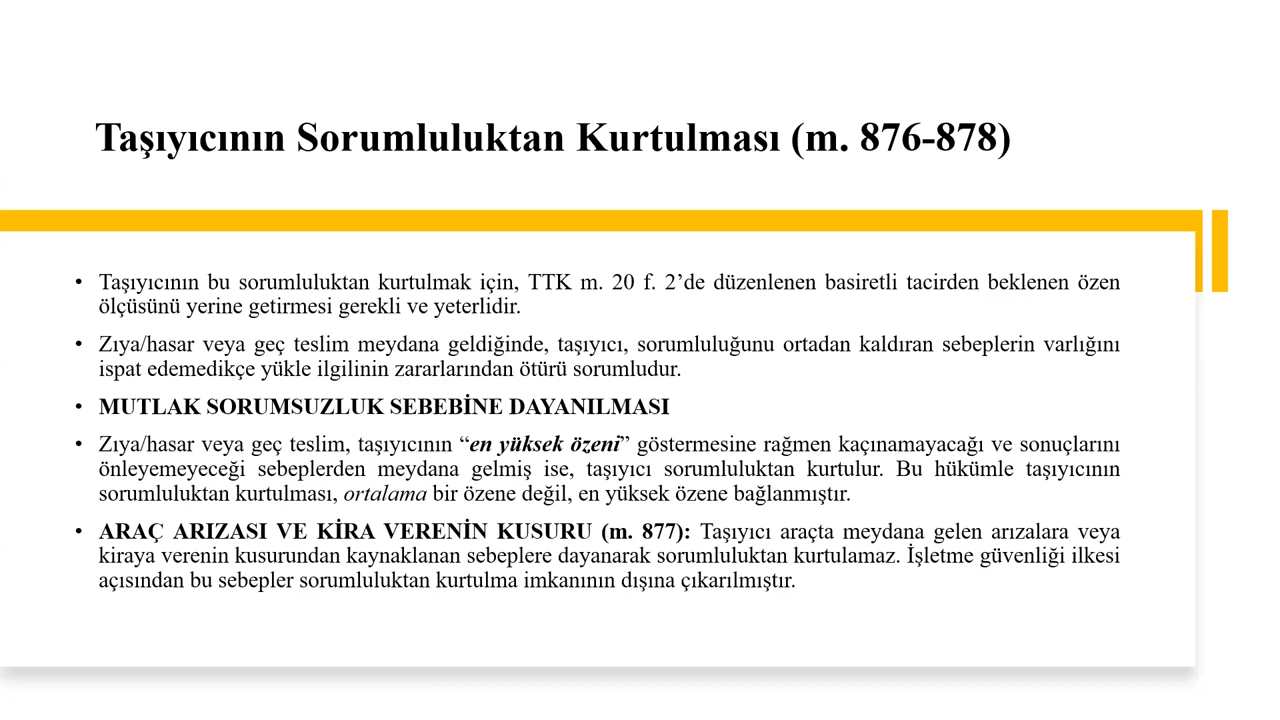 Taşıyıcının Sorumluluktan Kurtulması (m. 876-878)
• Taşıyıcının bu sorumluluktan kurtulmak için, TTK m. 20 f. 2’de düzenlenen basiretli tacirden beklenen özen
ölçüsünü yerine getirmesi gerekli ve yeterlidir.
• Zıya/hasar veya geç teslim meydana geldiğinde, taşıyıcı, sorumluluğunu ortadan kaldıran sebeplerin varlığını
ispat edemedikçe yükle ilgilinin zararlarından ötürü sorumludur.
• MUTLAK SORUMSUZLUK SEBEBİNE DAYANILMASI
• Zıya/hasar veya geç teslim, taşıyıcının “en yüksek özeni” göstermesine rağmen kaçınamayacağı ve sonuçlarını
önleyemeyeceği sebeplerden meydana gelmiş ise, taşıyıcı sorumluluktan kurtulur. Bu hükümle taşıyıcının
sorumluluktan kurtulması, ortalama bir özene değil, en yüksek özene bağlanmıştır.
• ARAÇ ARIZASI VE KİRA VERENİN KUSURU (m. 877): Taşıyıcı araçta meydana gelen arızalara veya
kiraya verenin kusurundan kaynaklanan sebeplere dayanarak sorumluluktan kurtulamaz. İşletme güvenliği ilkesi
açısından bu sebepler sorumluluktan kurtulma imkanının dışına çıkarılmıştır.